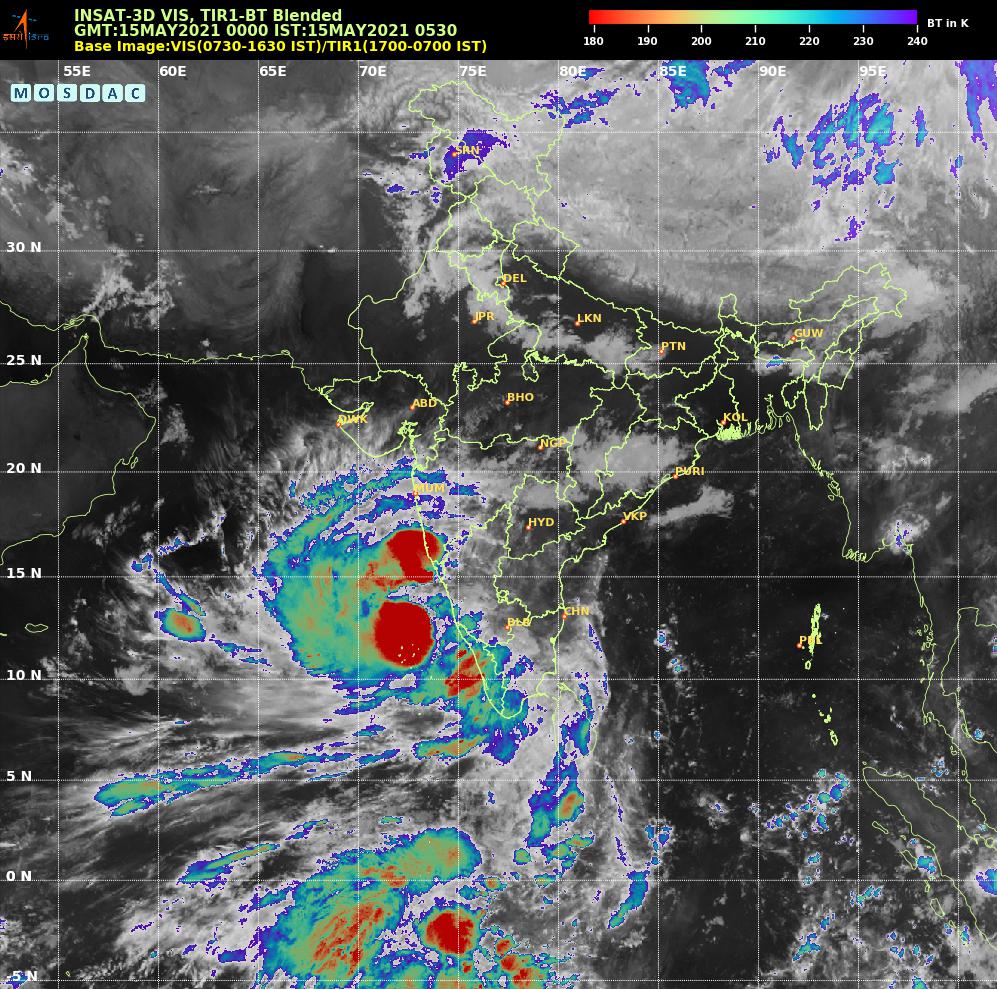 INSAT-3D VIS, TIR1-BT Blended
GMT:15MAY2021 0000 IST:15MAY2021 0530
Base Image:VIS(0730-1630 IST)/TIR1(1700-0700 IST)
BT in K
180 190 200 210 220 230 240
55E 60E 65E 70E 75E 80E 85E 90E 95E
MOSDAC
SRN
30 N
DEL
JPR LKN
GUW
PTN
25 N
BHO
ABD
DWK KOL
NGP
20 N
PURI
MUM
VKP
HYD
15 N
CHN
BLR
PBL
10 N
5 N
0 N
-5 N